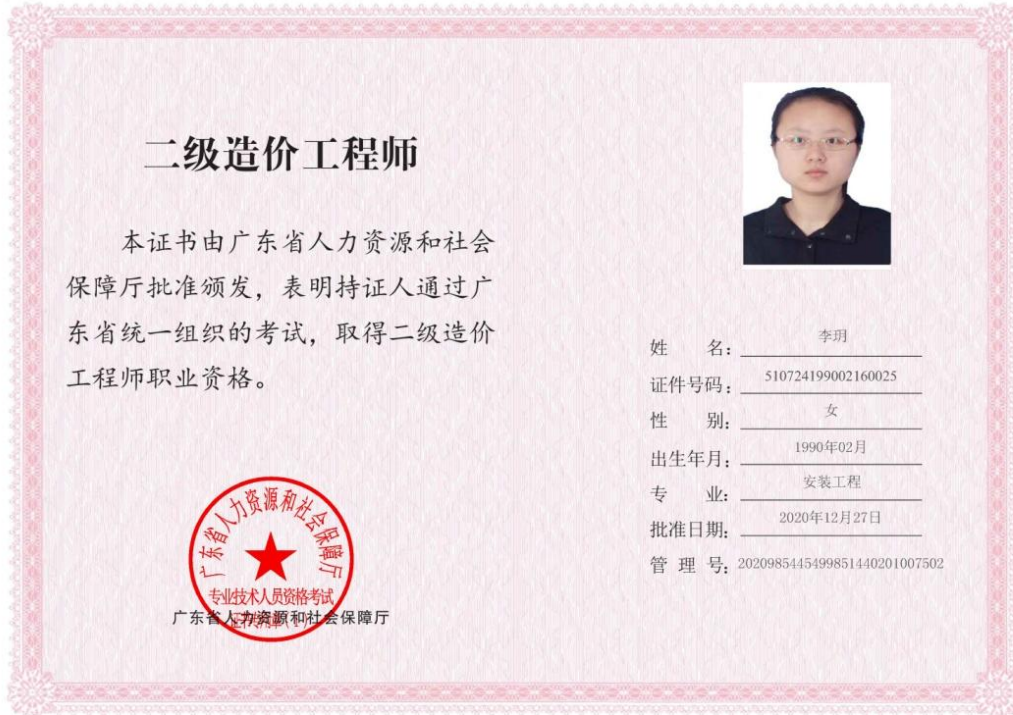 二级造价工程师
本证书由广东省人力资源和社会
保障厅批准颁发，表明持证人通过广
东省统一组织的考试，取得二级造价
工程师职业资格。
广东省人力资源和社会保障厅
专业技术人员资格考试
广东省人力资源和社会保障厅
姓 名：李玥
证件号码：510724199002160025
性 别：女
出生年月：1990年02月
专 业：安装工程
批准日期：2020年12月27日
管 理 号：2020985445499851440201007502